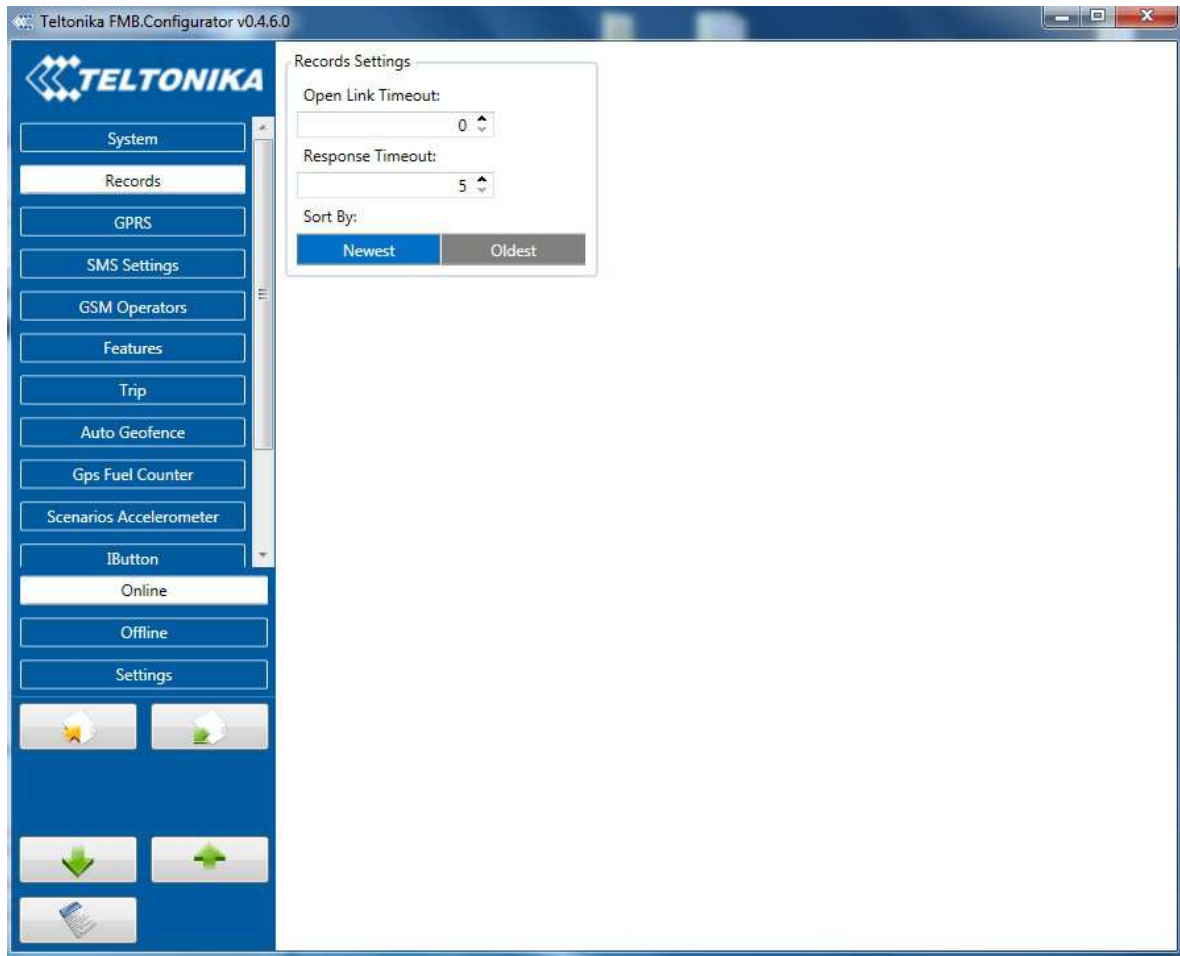 Teltonika FMB.Configurator v0.4.6.0
TELTONIKA
System
Records
GPRS
SMS Settings
GSM Operators
Features
Trip
Auto Geofence
Gps Fuel Counter
Scenarios Accelerometer
IButton
Online
Offline
Settings
Records Settings
Open Link Timeout:
0
Response Timeout:
5
Sort By:
Newest Oldest